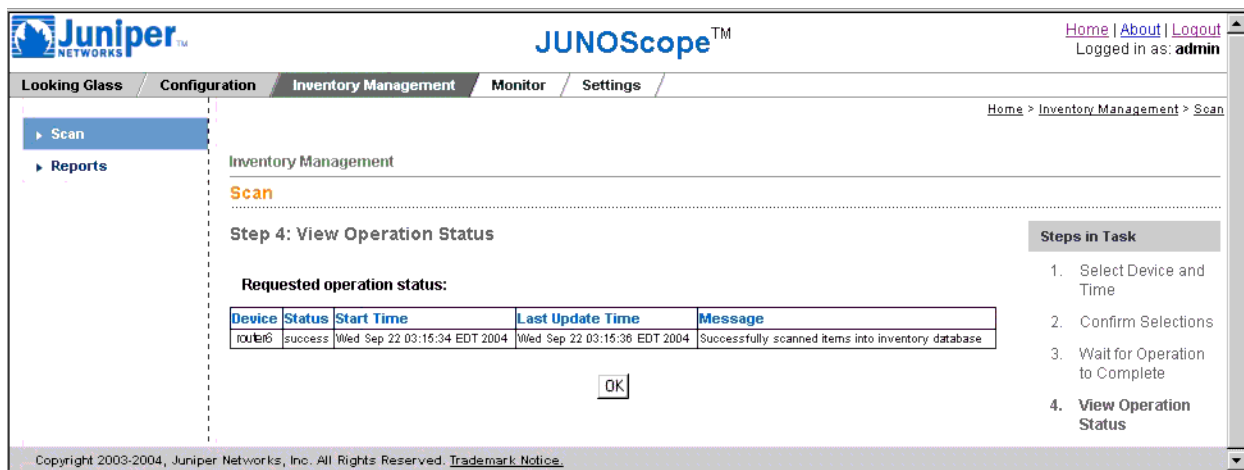 Juniper
NETWORKS
TM
JUNOScope™
Home | About | Logout
Logged in as: admin
Looking Glass / Configuration / Inventory Management / Monitor / Settings /
Home > Inventory Management > Scan
Scan
Reports
Inventory Management
Scan
Step 4: View Operation Status
Requested operation status:
Device Status Start Time Last Update Time Message
router6 success Wed Sep 22 03:15:34 EDT 2004 Wed Sep 22 03:15:36 EDT 2004 Successfully scanned items into inventory database
OK
Steps in Task
1. Select Device and
Time
2. Confirm Selections
3. Wait for Operation
to Complete
4. View Operation
Status
Copyright 2003-2004, Juniper Networks, Inc. All Rights Reserved. Trademark Notice.